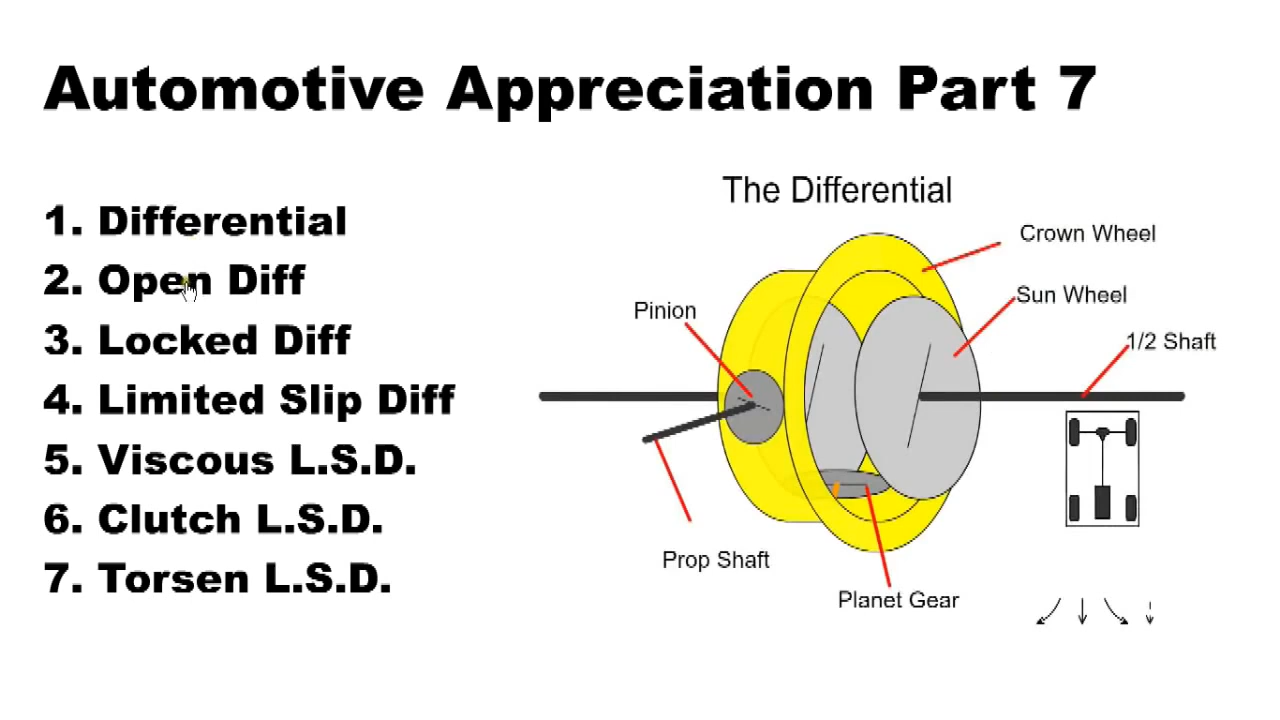 Automotive Appreciation Part 7
1. Differential
2. Open Diff
3. Locked Diff
4. Limited Slip Diff
5. Viscous L.S.D.
6. Clutch L.S.D.
7. Torsen L.S.D.
The Differential
Crown Wheel
Sun Wheel
Pinion
1/2 Shaft
Prop Shaft
Planet Gear